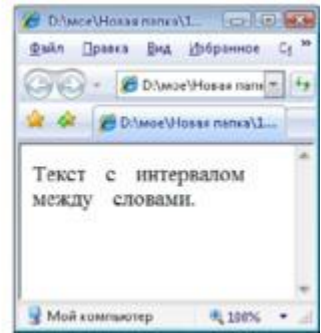 D:\мое\Новая папка\1...
Файл Правка Вид Избранное
D:\мое\Новая папк
D:\мое\Новая папка\1...
Текст с интервалом
между словами.
Мой компьютер 100%